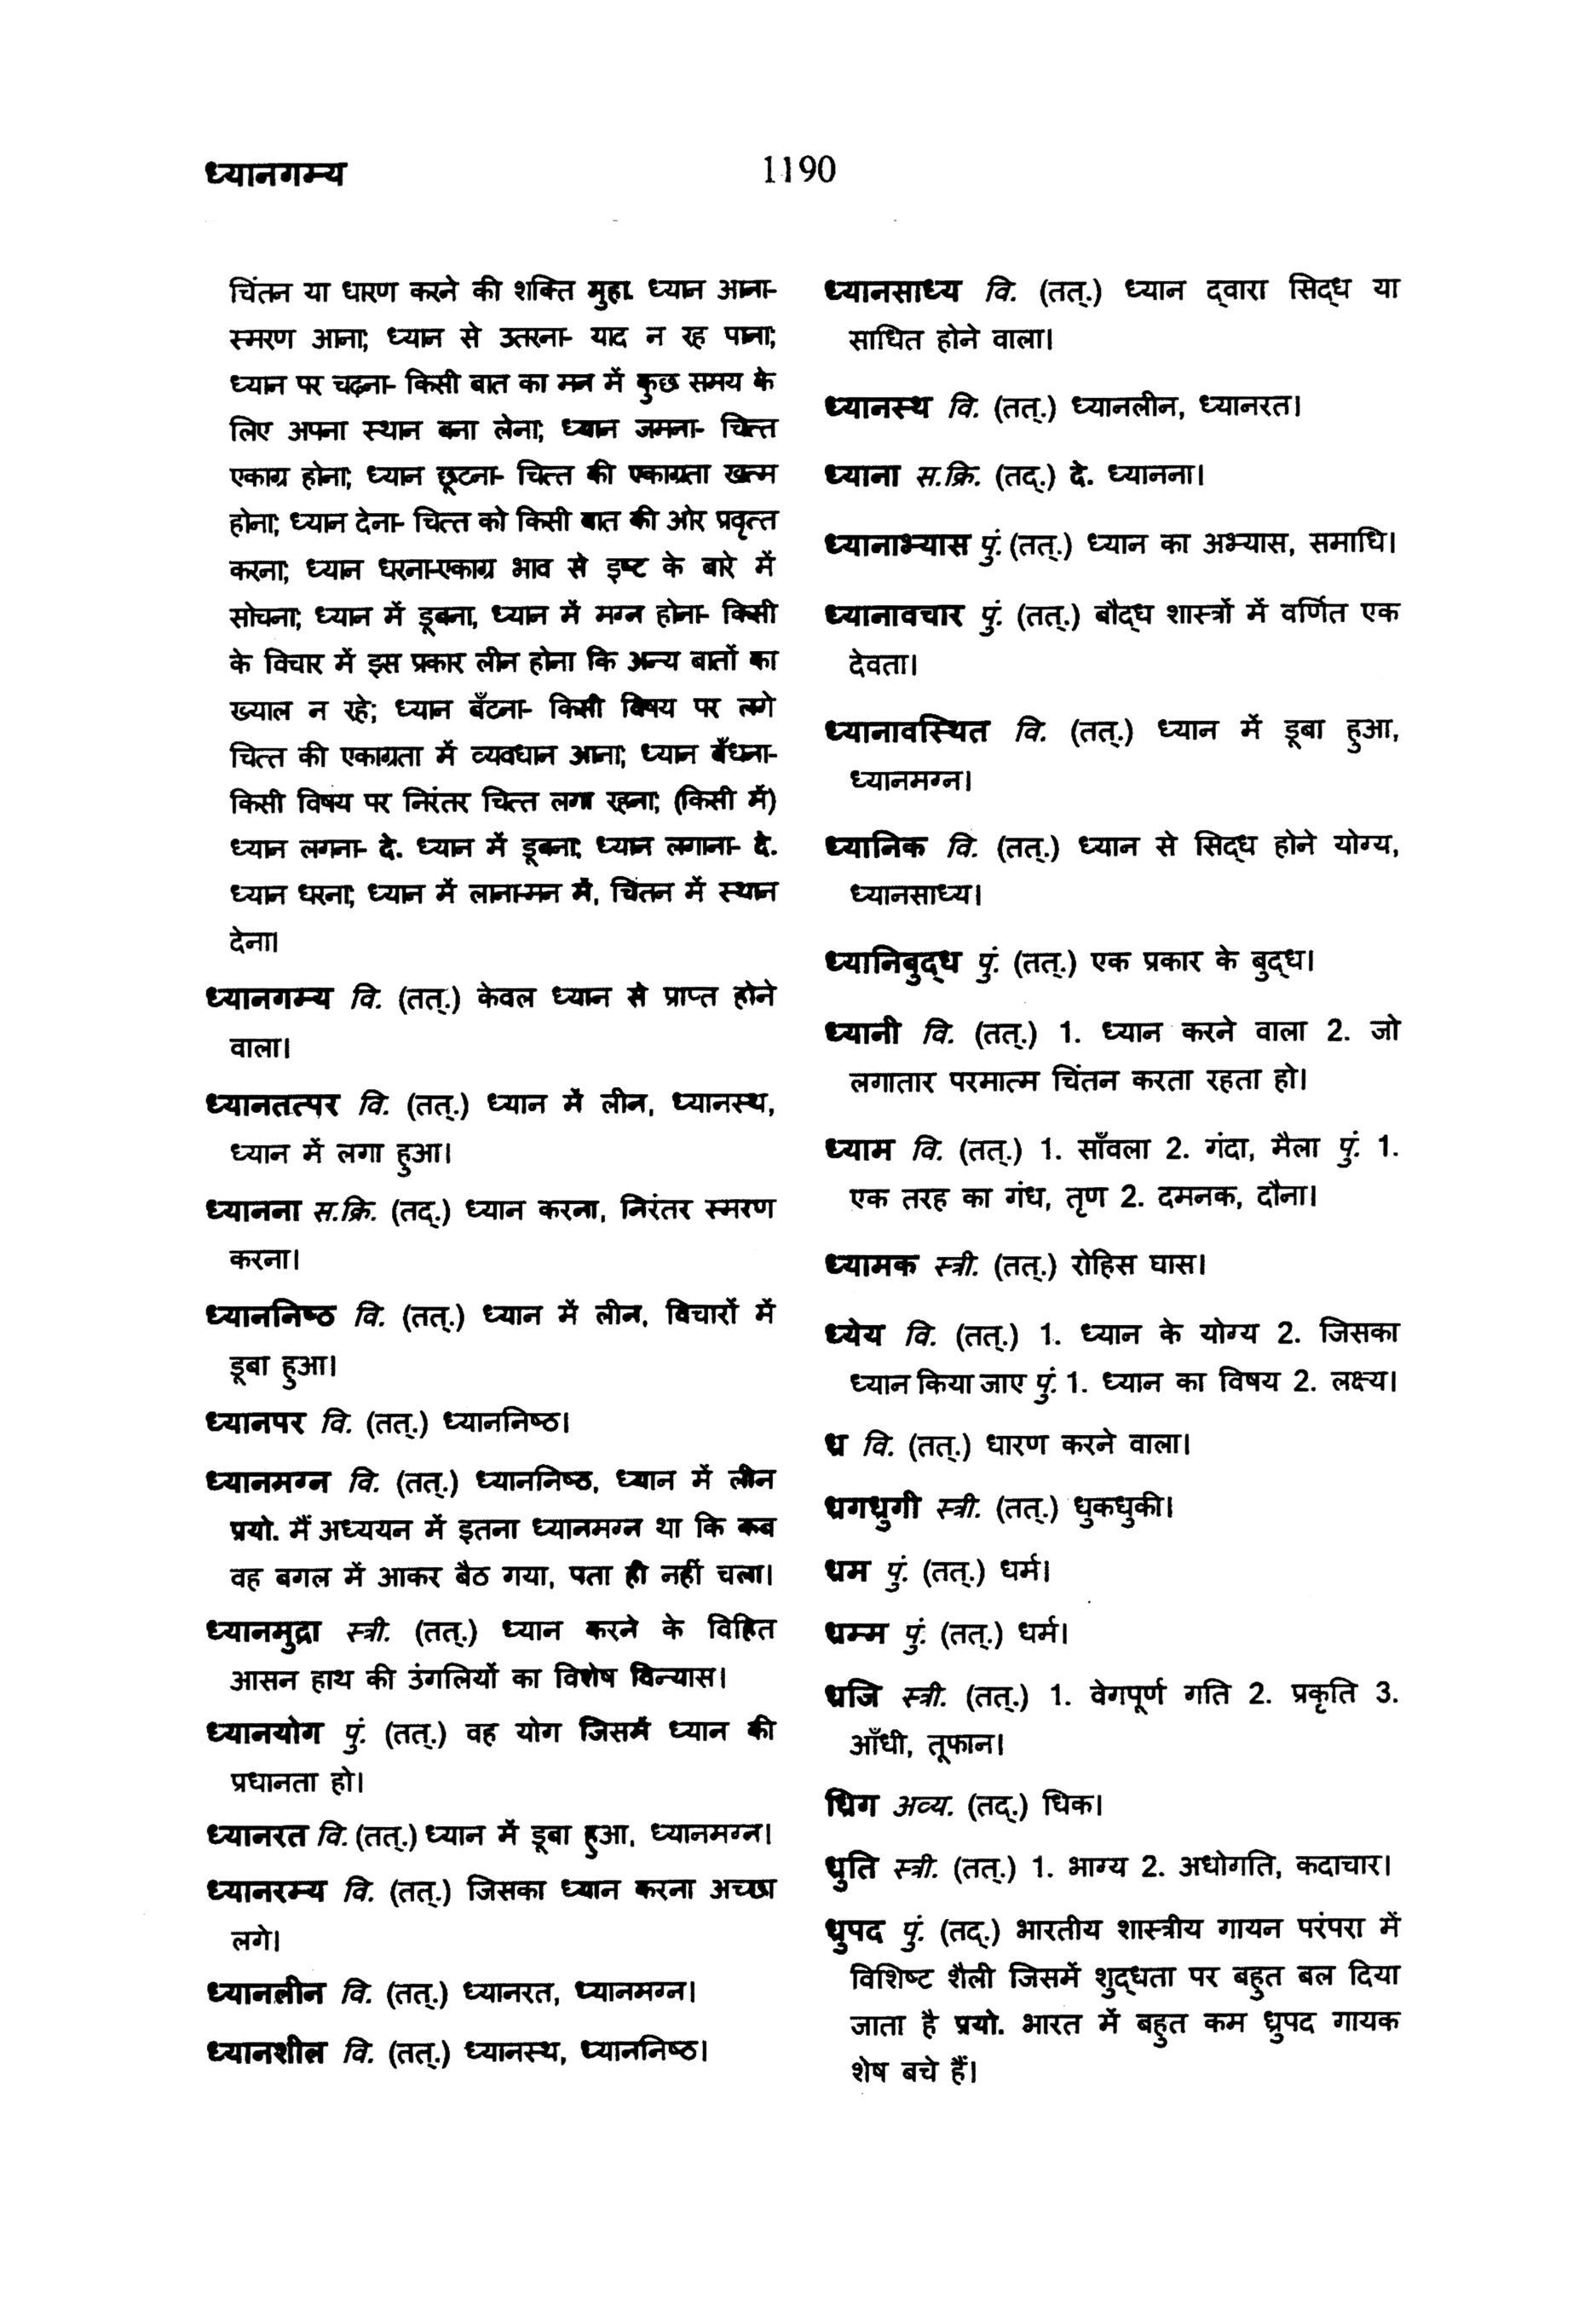 ध्यानगम्य
1190
चिंतन या धारण करने की शक्ति मुहा. ध्यान आना-
स्मरण आना; ध्यान से उतरना- याद न रह पाना;
ध्यान पर चढ़ना- किसी बात का मन में कुछ समय के
लिए अपना स्थान बना लेना; ध्यान जमना- चित्त
एकाग्र होना; ध्यान छूटना- चित्त की एकाग्रता खत्म
होना; ध्यान देना- चित्त को किसी बात की ओर प्रवृत्त
करना; ध्यान धरना-एकाग्र भाव से इष्ट के बारे में
सोचना; ध्यान में डूबना, ध्यान में मग्न होना- किसी
के विचार में इस प्रकार लीन होना कि अन्य बातों का
ख्याल न रहे; ध्यान बँटना- किसी विषय पर लगे
चित्त की एकाग्रता में व्यवधान आना; ध्यान बँधना-
किसी विषय पर निरंतर चित्त लगा रहना; (किसी में)
ध्यान लगना- दे. ध्यान में डूबना; ध्यान लगाना- दे.
ध्यान धरना; ध्यान में लाना-मन में, चिंतन में स्थान
देना।
ध्यानगम्य वि. (तत्.) केवल ध्यान से प्राप्त होने
वाला।
ध्यानतत्पर वि. (तत्.) ध्यान में लीन, ध्यानस्थ,
ध्यान में लगा हुआ।
ध्यानना स.क्रि. (तद्.) ध्यान करना, निरंतर स्मरण
करना।
ध्याननिष्ठ वि. (तत्.) ध्यान में लीन, विचारों में
डूबा हुआ।
ध्यानपर वि. (तत्.) ध्याननिष्ठ।
ध्यानमग्न वि. (तत्.) ध्याननिष्ठ, ध्यान में लीन
प्रयो. मैं अध्ययन में इतना ध्यानमग्न था कि कब
वह बगल में आकर बैठ गया, पता ही नहीं चला।
ध्यानमुद्रा स्त्री. (तत्.) ध्यान करने के विहित
आसन हाथ की उंगलियों का विशेष विन्यास।
ध्यानयोग पुं. (तत्.) वह योग जिसमें ध्यान की
प्रधानता हो।
ध्यानरत वि. (तत्.) ध्यान में डूबा हुआ, ध्यानमग्न।
ध्यानरम्य वि. (तत्.) जिसका ध्यान करना अच्छा
लगे।
ध्यानलीन वि. (तत्.) ध्यानरत, ध्यानमग्न।
ध्यानशील वि. (तत्.) ध्यानस्थ, ध्याननिष्ठ।
ध्यानसाध्य वि. (तत्.) ध्यान द्‌वारा सिद्‌ध या
साधित होने वाला।
ध्यानस्थ वि. (तत्.) ध्यानलीन, ध्यानरत।
ध्याना स.क्रि. (तद्.) दे. ध्यानना।
ध्यानाभ्यास पुं. (तत्.) ध्यान का अभ्यास, समाधि।
ध्यानावचार पुं. (तत्.) बौद्‌ध शास्त्रों में वर्णित एक
देवता।
ध्यानावस्थित वि. (तत्.) ध्यान में डूबा हुआ,
ध्यानमग्न।
ध्यानिक वि. (तत्.) ध्यान से सिद्‌ध होने योग्य,
ध्यानसाध्य।
ध्यानिबुद्‌ध पुं. (तत्.) एक प्रकार के बुद्‌ध।
ध्यानी वि. (तत्.) 1. ध्यान करने वाला 2. जो
लगातार परमात्म चिंतन करता रहता हो।
ध्याम वि. (तत्.) 1. साँवला 2. गंदा, मैला पुं. 1.
एक तरह का गंध, तृण 2. दमनक, दौना।
ध्यामक स्त्री. (तत्.) रोहिस घास।
ध्येय वि. (तत्.) 1. ध्यान के योग्य 2. जिसका
ध्यान किया जाए पुं. 1. ध्यान का विषय 2. लक्ष्य।
ध्र वि. (तत्.) धारण करने वाला।
ध्रगध्रुगी स्त्री. (तत्.) धुकधुकी।
ध्रम पुं. (तत्.) धर्म।
ध्रम्म पुं. (तत्.) धर्म।
ध्रजि स्त्री. (तत्.) 1. वेगपूर्ण गति 2. प्रकृति 3.
आँधी, तूफान।
ध्रिग अव्य. (तद्.) धिक।
ध्रुति स्त्री. (तत्.) 1. भाग्य 2. अधोगति, कदाचार।
ध्रुपद पुं. (तद्.) भारतीय शास्त्रीय गायन परंपरा में
विशिष्ट शैली जिसमें शुद्‌धता पर बहुत बल दिया
जाता है प्रयो. भारत में बहुत कम ध्रुपद गायक
शेष बचे हैं।